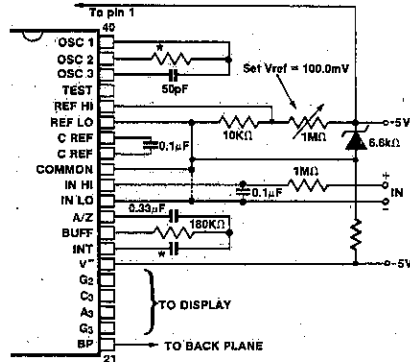 To pin 1
40
OSC 1
OSC 2
*
OSC 3
50pF
TEST
Set Vref = 100.0mV
REF HI
REF LO
+5V
10KΩ
1MΩ
C REF
0.1µF
6.8kΩ
C REF
COMMON
1MΩ
IN HI
+
0.1µF
IN
IN LO
−
A/Z
0.33µF
BUFF
180KΩ
INT
*
V−
−5V
G2
C3
TO DISPLAY
A3
G3
BP
TO BACK PLANE
21